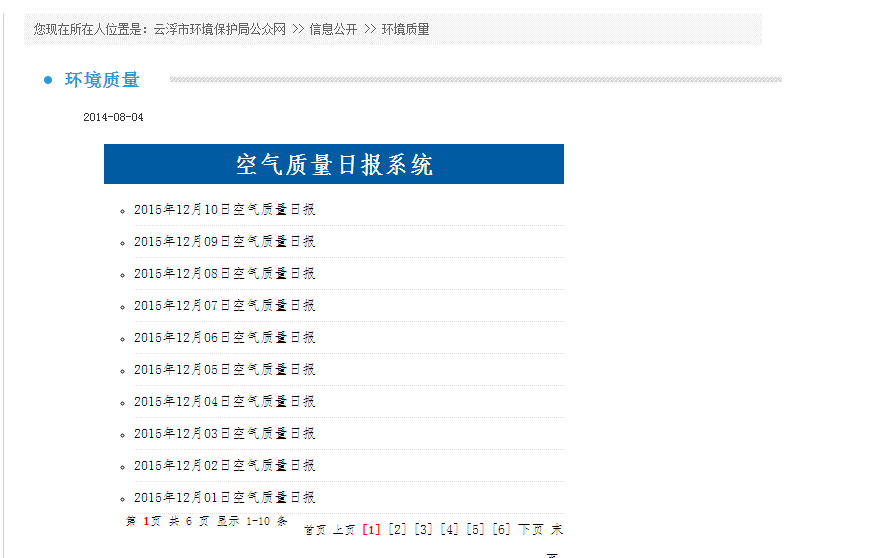 您现在所在人位置是：云浮市环境保护局公众网 >> 信息公开 >> 环境质量
环境质量
2014-08-04
空气质量日报系统
2015年12月10日空气质量日报
2015年12月09日空气质量日报
2015年12月08日空气质量日报
2015年12月07日空气质量日报
2015年12月06日空气质量日报
2015年12月05日空气质量日报
2015年12月04日空气质量日报
2015年12月03日空气质量日报
2015年12月02日空气质量日报
2015年12月01日空气质量日报
第 1页 共 6 页 显示 1-10 条
首页 上页 [1] [2] [3] [4] [5] [6] 下页 末